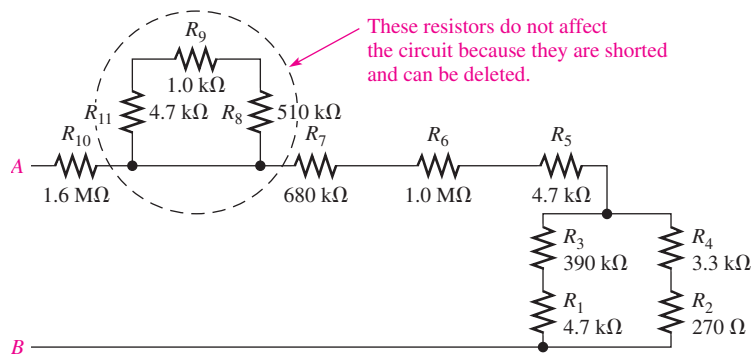 These resistors do not affect
the circuit because they are shorted
and can be deleted.
R9
1.0 kΩ
R11
4.7 kΩ
R8
510 kΩ
R10
R7
R6
R5
A
1.6 MΩ
680 kΩ
1.0 MΩ
4.7 kΩ
R3
390 kΩ
R4
3.3 kΩ
R1
4.7 kΩ
R2
270 Ω
B